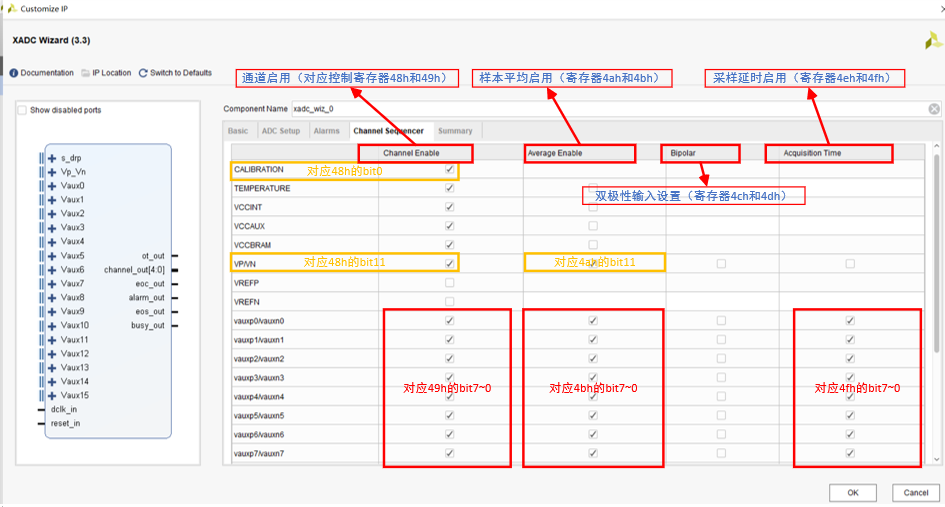 Customize IP
XADC Wizard (3.3)
Documentation IP Location Switch to Defaults
通道启用（对应控制寄存器48h和49h） 样本平均启用（寄存器4ah和4bh） 采样延时启用（寄存器4eh和4fh）
Show disabled ports
Component Name xadc_wiz_0
Basic ADC Setup Alarms Channel Sequencer Summary
Channel Enable Average Enable Bipolar Acquisition Time
CALIBRATION 对应48h的bit0
TEMPERATURE
双极性输入设置（寄存器4ch和4dh）
VCCINT
VCCAUX
VCCBRAM
VP/VN 对应48h的bit11 对应4ah的bit11
VREFP
VREFN
vauxp0/vauxn0
vauxp1/vauxn1
vauxp2/vauxn2
vauxp3/vauxn3
对应49h的bit7~0 对应4bh的bit7~0 对应4fh的bit7~0
vauxp4/vauxn4
vauxp5/vauxn5
vauxp6/vauxn6
vauxp7/vauxn7
s_drp
Vp_Vn
Vaux0
Vaux1
Vaux2
Vaux3
Vaux4
Vaux5
Vaux6
Vaux7
Vaux8
Vaux9
Vaux10
Vaux11
Vaux12
Vaux13
Vaux14
Vaux15
dclk_in
reset_in
ot_out
channel_out[4:0]
eoc_out
alarm_out
eos_out
busy_out
OK Cancel